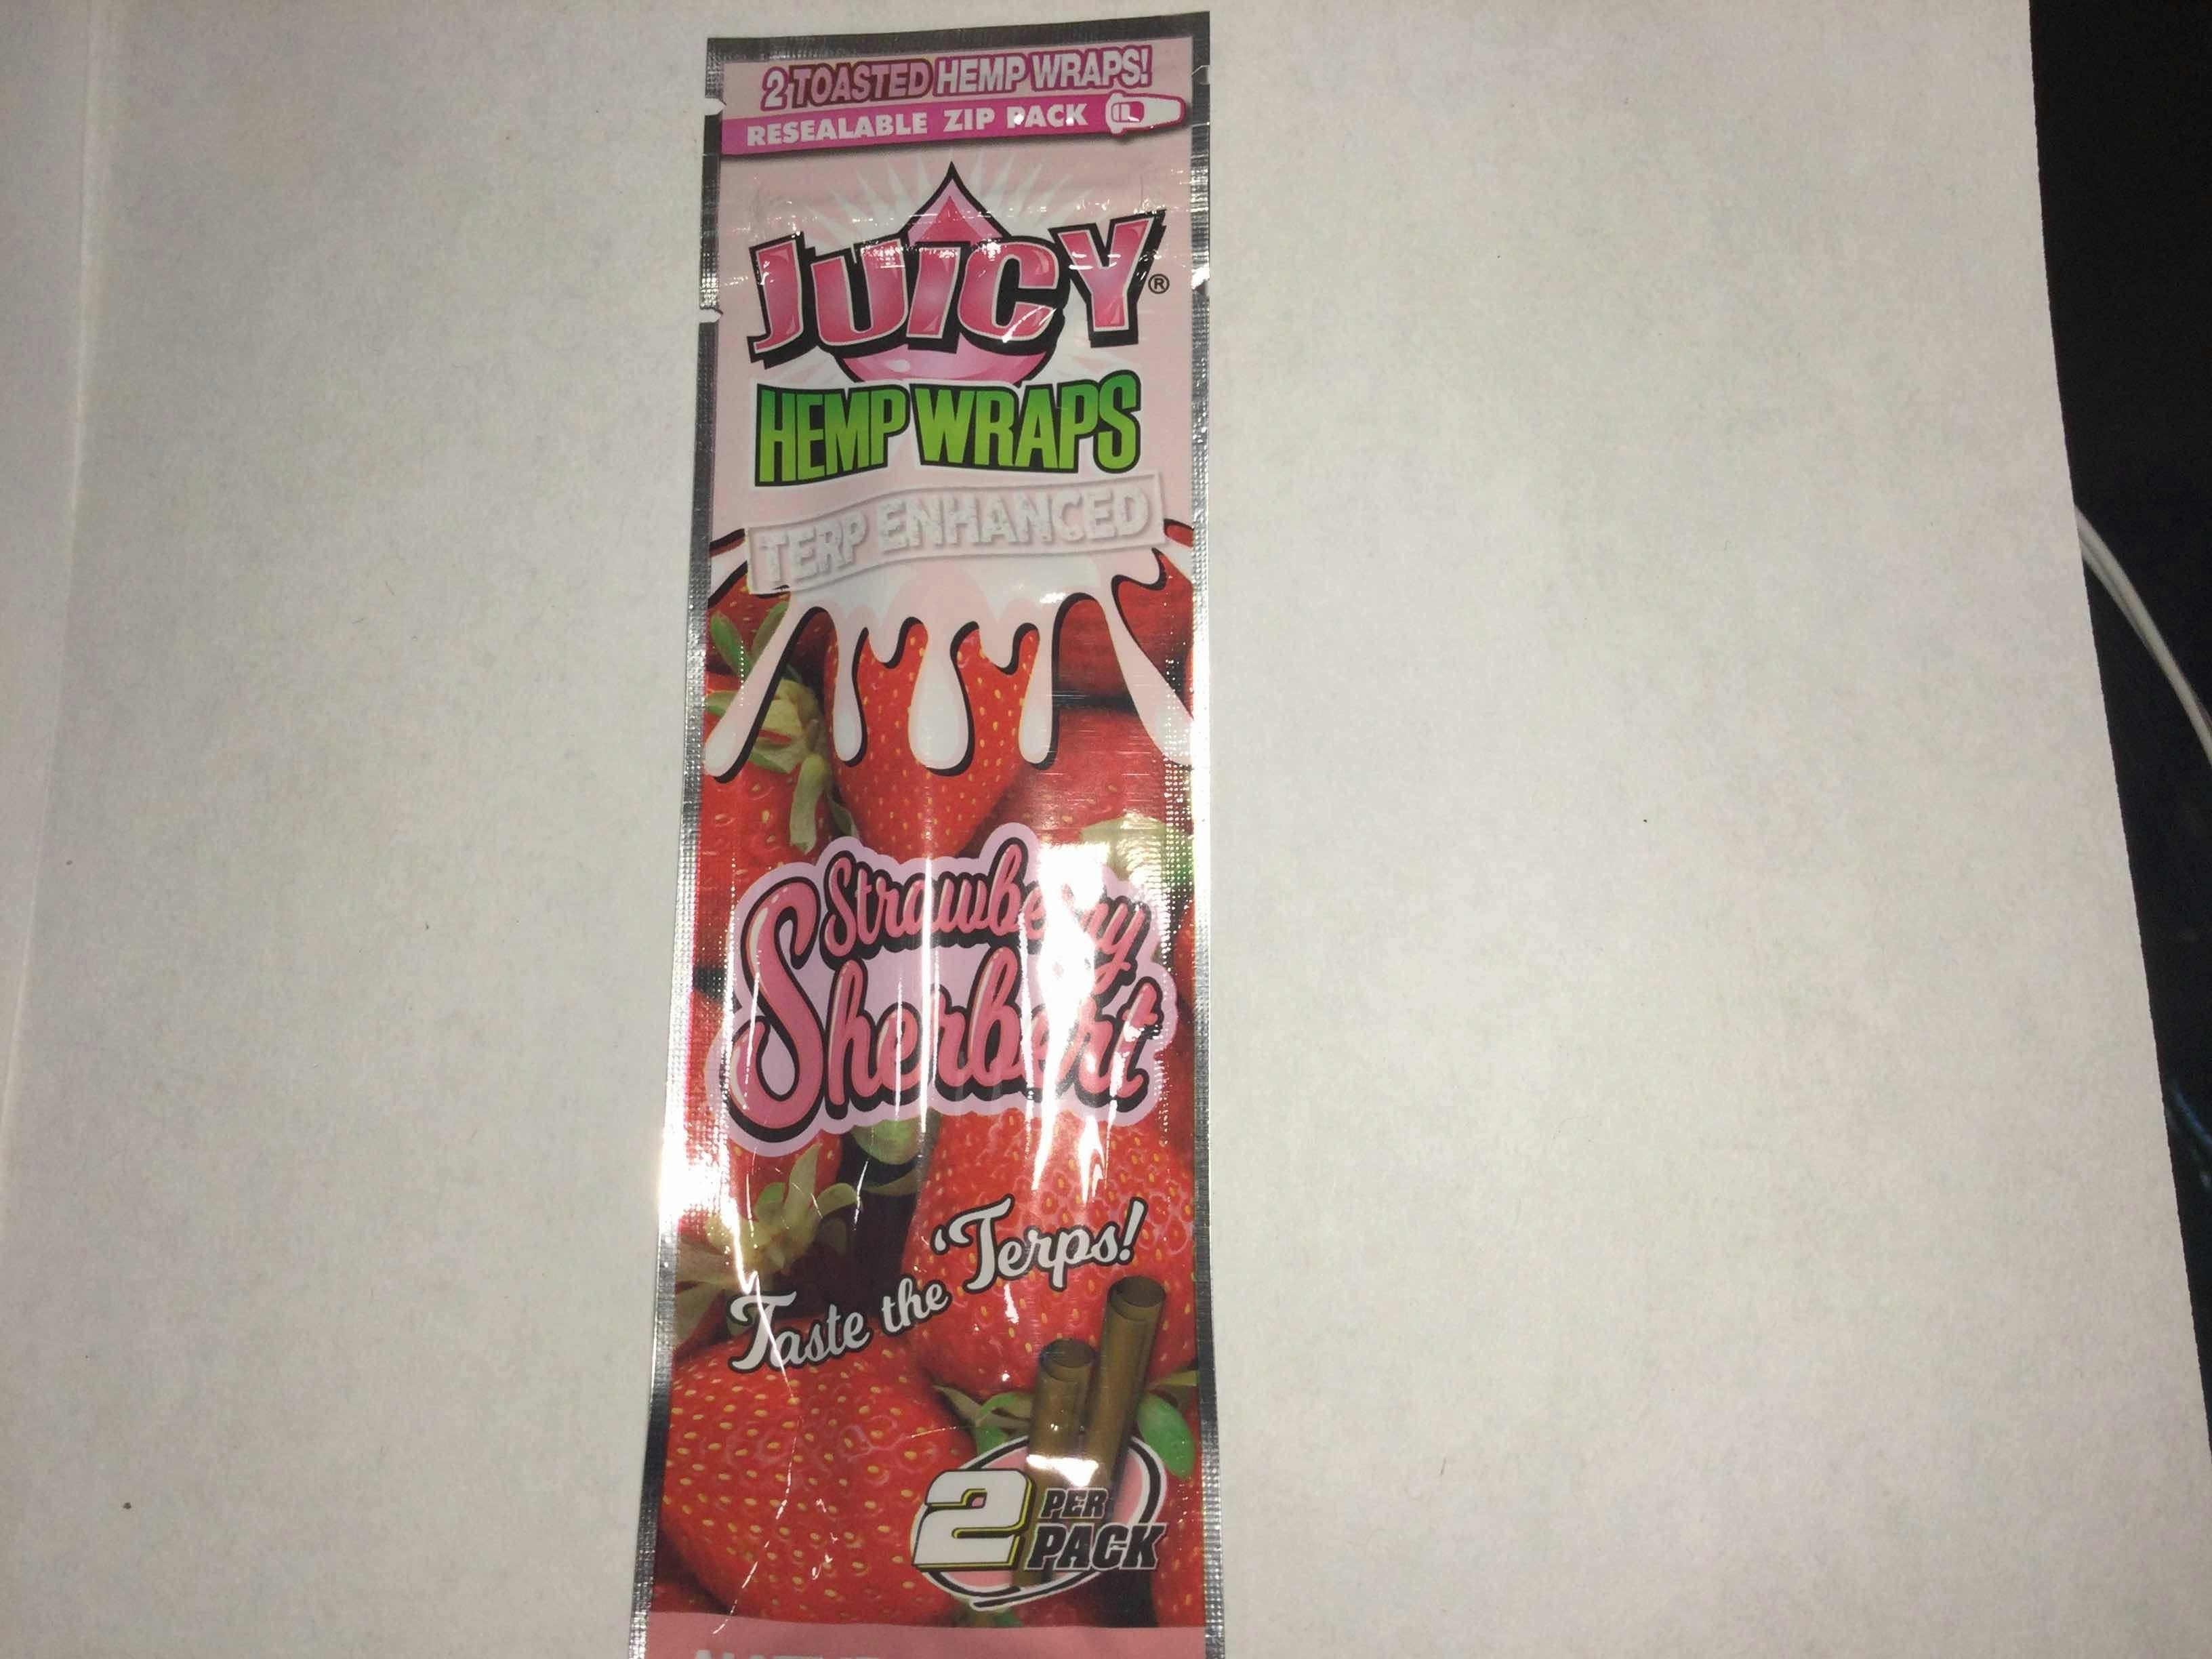 2 TOASTED HEMP WRAPS!
RESEALABLE ZIP PACK
JUICY®
HEMP WRAPS
TERP ENHANCED
Strawberry
Sherbert
Taste the 'Terps!
2 PER
PACK